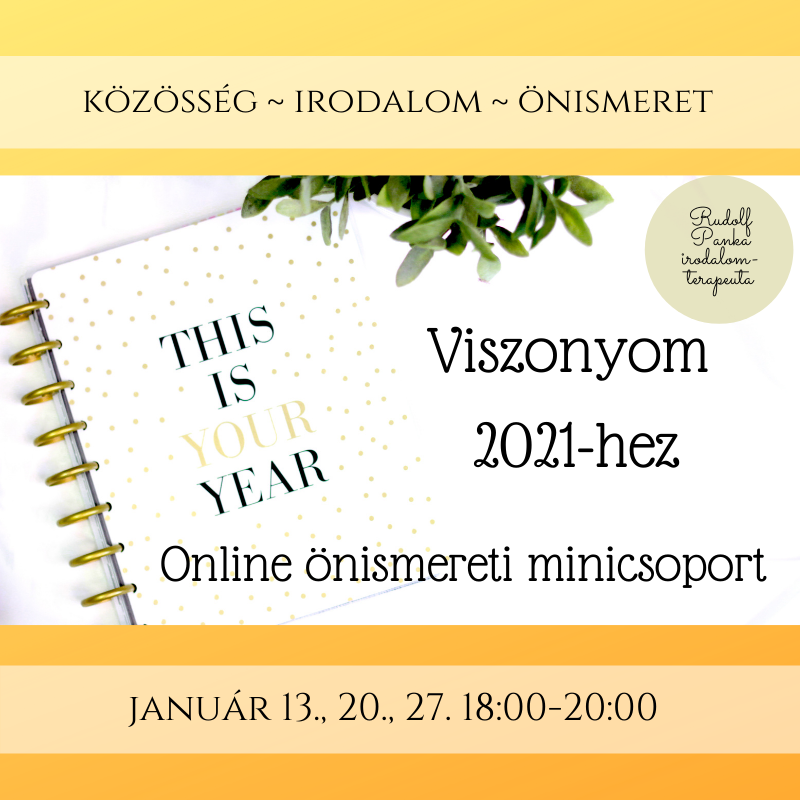 KÖZÖSSÉG ~ IRODALOM ~ ÖNISMERET
Rudolf
Panka
irodalom-
terapeuta
THIS
IS
YOUR
YEAR
Viszonyom
2021-hez
Online önismereti minicsoport
JANUÁR 13., 20., 27. 18:00-20:00